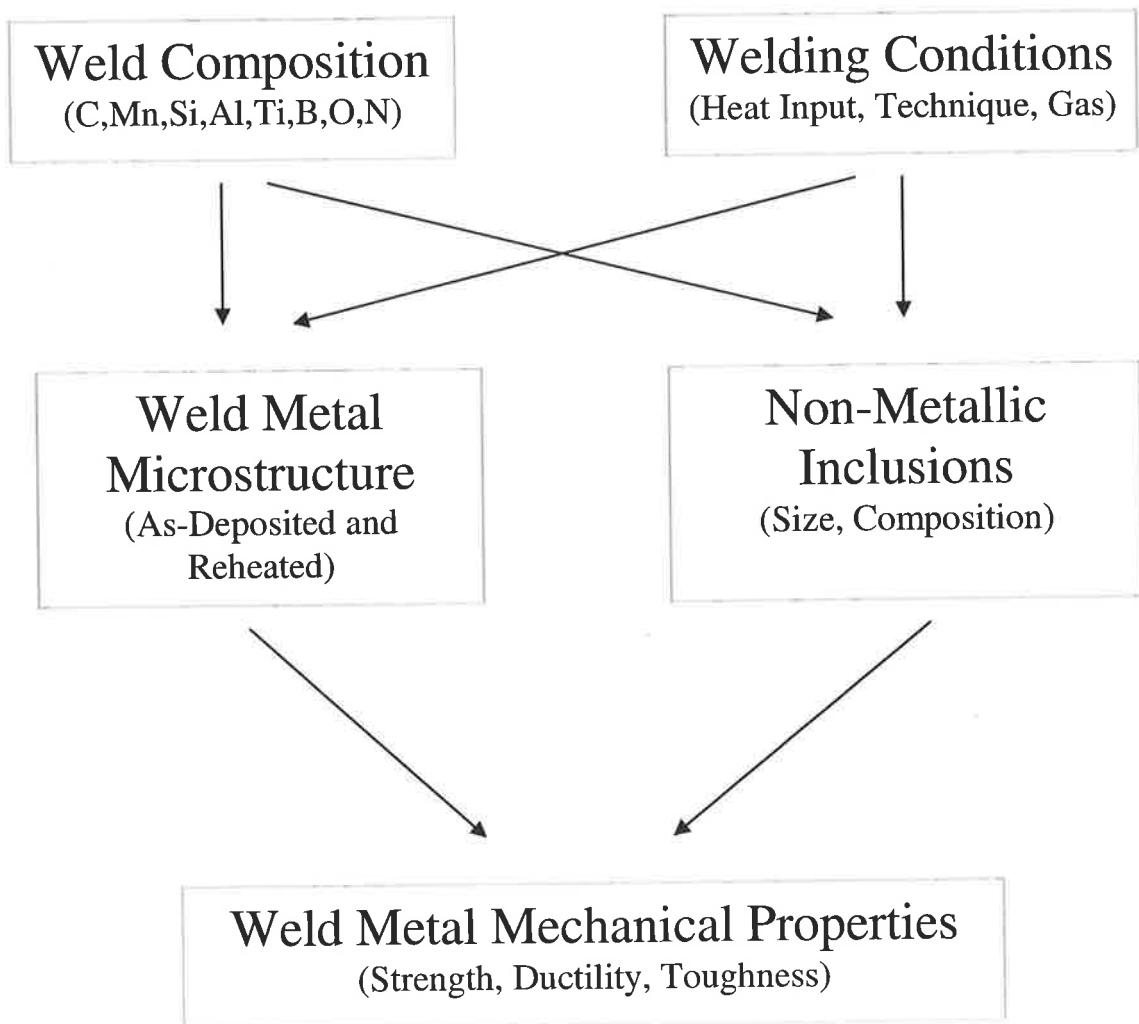 Weld Composition
(C,Mn,Si,Al,Ti,B,O,N)
Welding Conditions
(Heat Input, Technique, Gas)
Weld Metal
Microstructure
(As-Deposited and
Reheated)
Non-Metallic
Inclusions
(Size, Composition)
Weld Metal Mechanical Properties
(Strength, Ductility, Toughness)